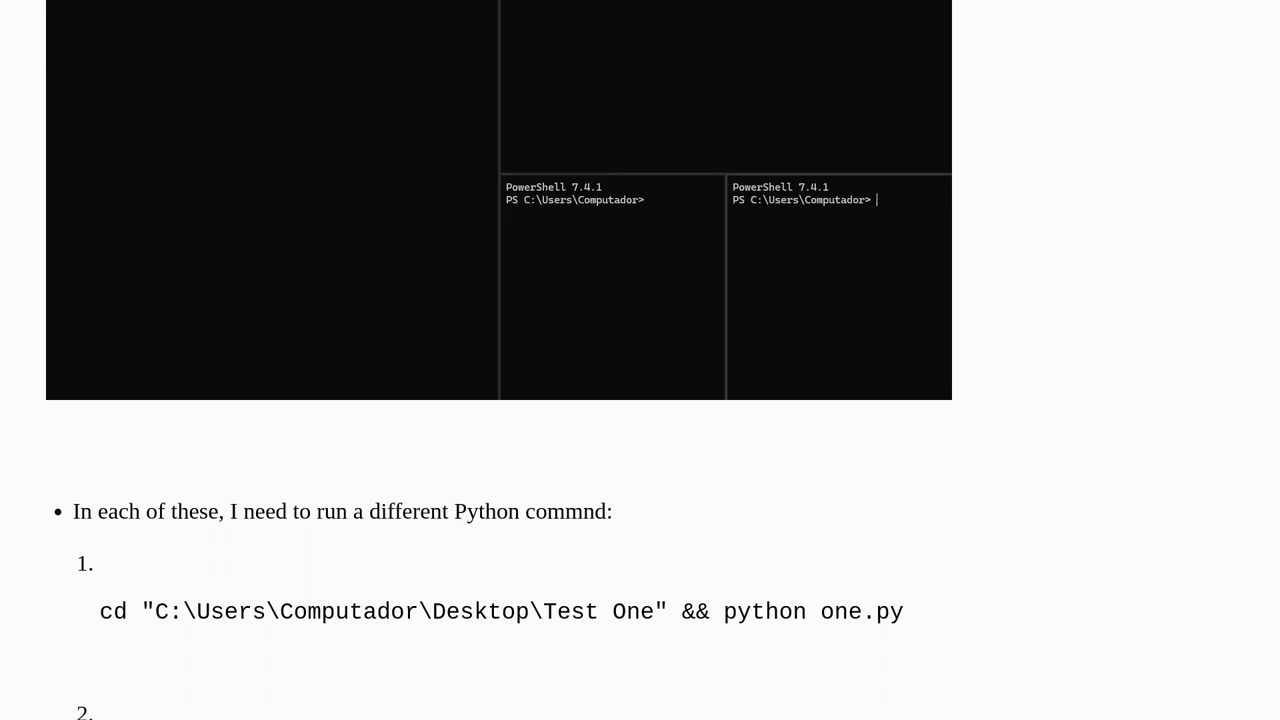 PowerShell 7.4.1
PS C:\Users\Computador>
PowerShell 7.4.1
PS C:\Users\Computador>
• In each of these, I need to run a different Python commnd:
1.
cd "C:\Users\Computador\Desktop\Test One" && python one.py
2.